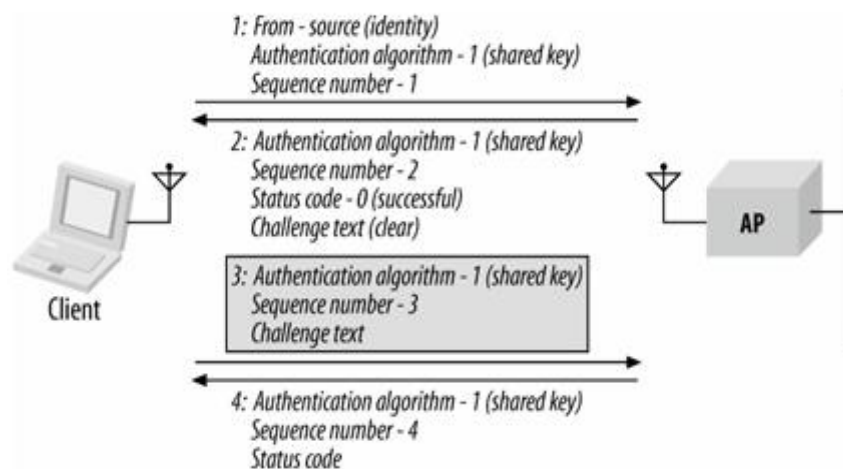 1: From - source (identity)
Authentication algorithm - 1 (shared key)
Sequence number - 1
2: Authentication algorithm - 1 (shared key)
Sequence number - 2
Status code - 0 (successful)
Challenge text (clear)
Client
AP
3: Authentication algorithm - 1 (shared key)
Sequence number - 3
Challenge text
4: Authentication algorithm - 1 (shared key)
Sequence number - 4
Status code